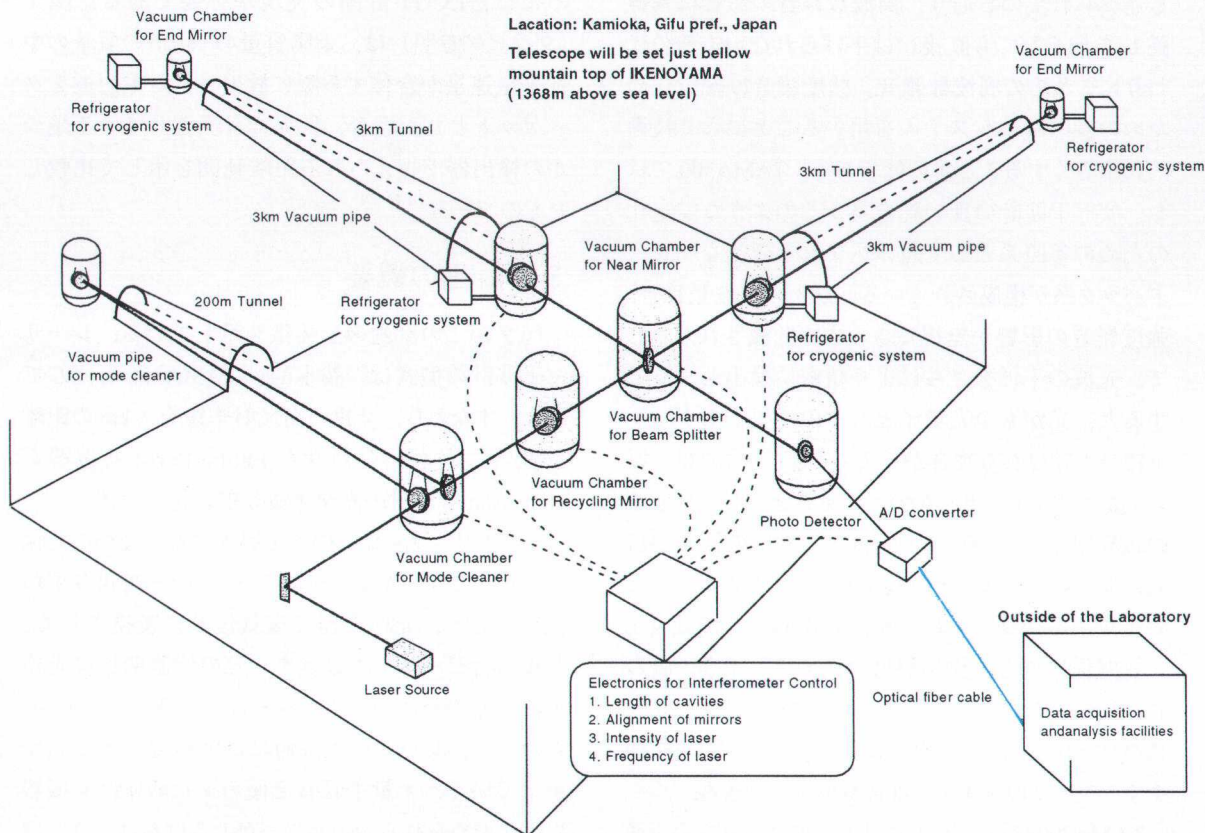 Vacuum Chamber
for End Mirror
Lacation: Kamioka, Gifu pref., Japan
Telescope will be set just bellow
mountain top of IKENOYAMA
(1368m above sea level)
Vacuum Chamber
for End Mirror
Refrigerator
for cryogenic system
3km Tunnel
Refrigerator
for cryogenic system
3km Tunnel
3km Vacuum pipe
Vacuum Chamber
for Near Mirror
3km Vacuum pipe
200m Tunnel
Refrigerator
for cryogenic system
Vacuum pipe
for mode cleaner
Refrigerator
for cryogenic system
Vacuum Chamber
for Beam Splitter
Vacuum Chamber
for Recycling Mirror
Photo Detector
A/D converter
Vacuum Chamber
for Mode Cleaner
Laser Source
Outside of the Laboratory
Electronics for Interferometer Control
1. Length of cavities
2. Alignment of mirrors
3. Intensity of laser
4. Frequency of laser
Optical fiber cable
Data acquisition
andanalysis facilities